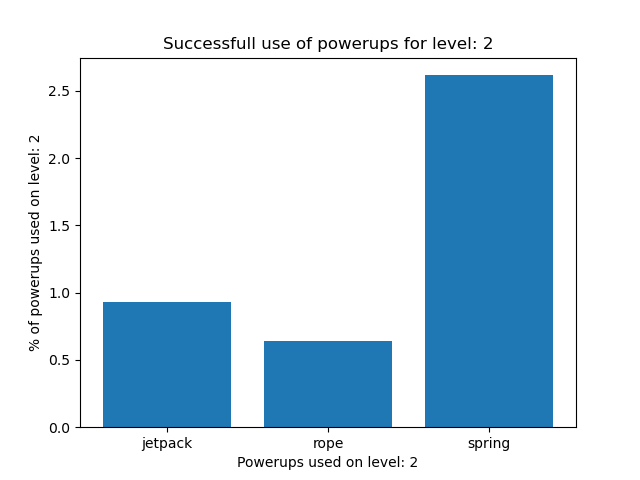 Successfull use of powerups for level: 2
% of powerups used on level: 2
2.5
2.0
1.5
1.0
0.5
0.0
jetpack rope spring
Powerups used on level: 2